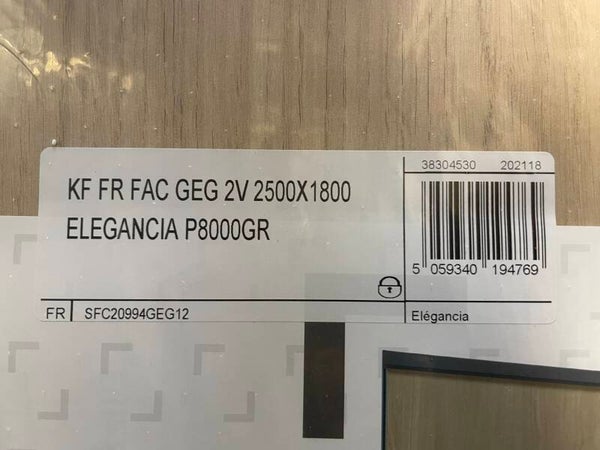 KF FR FAC GEG 2V 2500X1800
ELEGANCIA P8000GR
38304530 202118
5 059340 194769
FR SFC20994GEG12
Elégancia